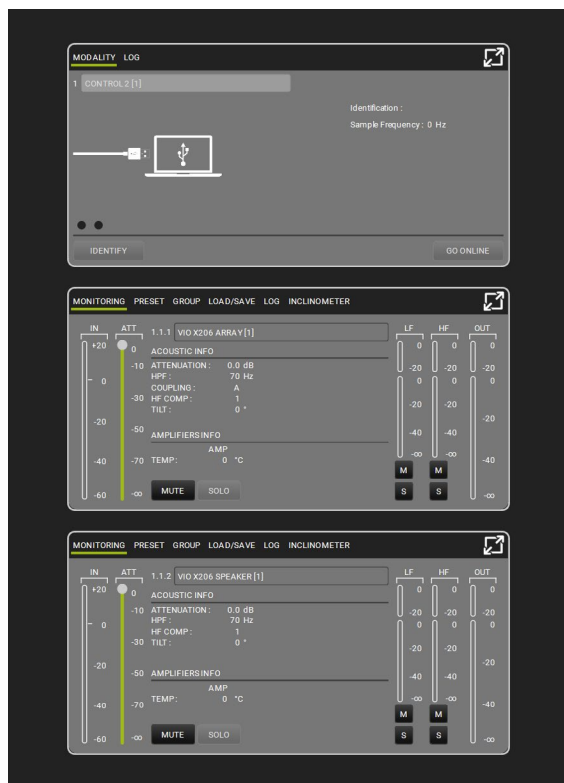 MODALITY LOG
1 CONTROL2 [1]
Identification :
Sample Frequency : 0 Hz
IDENTIFY GO ONLINE
MONITORING PRESET GROUP LOAD/SAVE LOG INCLINOMETER
IN ATT 1.1.1 VIO X206 ARRAY [1] LF HF OUT
+20 0 ACOUSTIC INFO 0 0 0
-10 ATTENUATION : 0.0 dB -20 -20 -20
0 HPF : 70 Hz 0 0 0
COUPLING : A
-30 HF COMP : 1 -20 -20
TILT : 0 °
-20 -20
-50 AMPLIFIERS INFO -40 -40
AMP
-40 -70 TEMP : 0 °C -∞ -∞ -40
M M
-60 -∞ MUTE SOLO S S -∞
MONITORING PRESET GROUP LOAD/SAVE LOG INCLINOMETER
IN ATT 1.1.2 VIO X206 SPEAKER [1] LF HF OUT
+20 0 ACOUSTIC INFO 0 0 0
-10 ATTENUATION : 0.0 dB -20 -20 -20
0 HPF : 70 Hz 0 0 0
HF COMP : 1
-30 TILT : 0 ° -20 -20
-20 -20
-50 AMPLIFIERS INFO -40 -40
AMP
-40 -70 TEMP : 0 °C -∞ -∞ -40
M M
-60 -∞ MUTE SOLO S S -∞